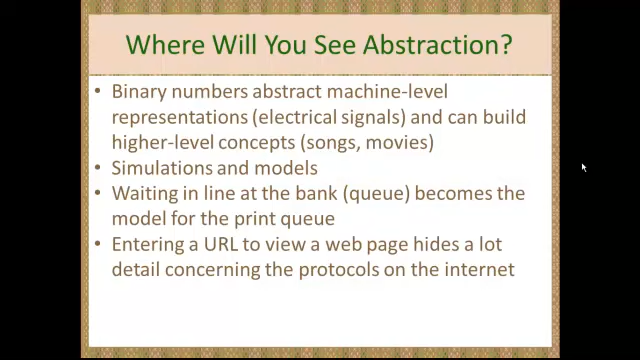 Where Will You See Abstraction?
• Binary numbers abstract machine-level
representations (electrical signals) and can build
higher-level concepts (songs, movies)
• Simulations and models
• Waiting in line at the bank (queue) becomes the
model for the print queue
• Entering a URL to view a web page hides a lot
detail concerning the protocols on the internet